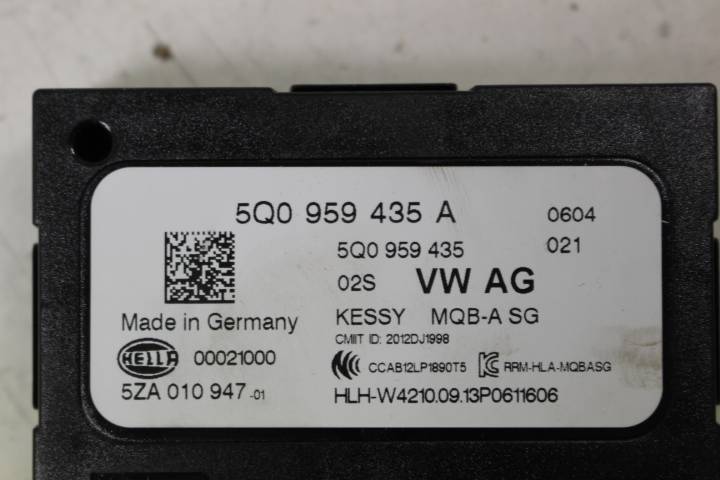 5Q0 959 435 A 0604
5Q0 959 435 021
02S VW AG
Made in Germany KESSY MQB-A SG
CMIIT ID: 2012DJ1998
HELLA 00021000 CCAB12LP1890T5 RRM-HLA-MQBASG
5ZA 010 947 -01 HLH-W4210.09.13P0611606